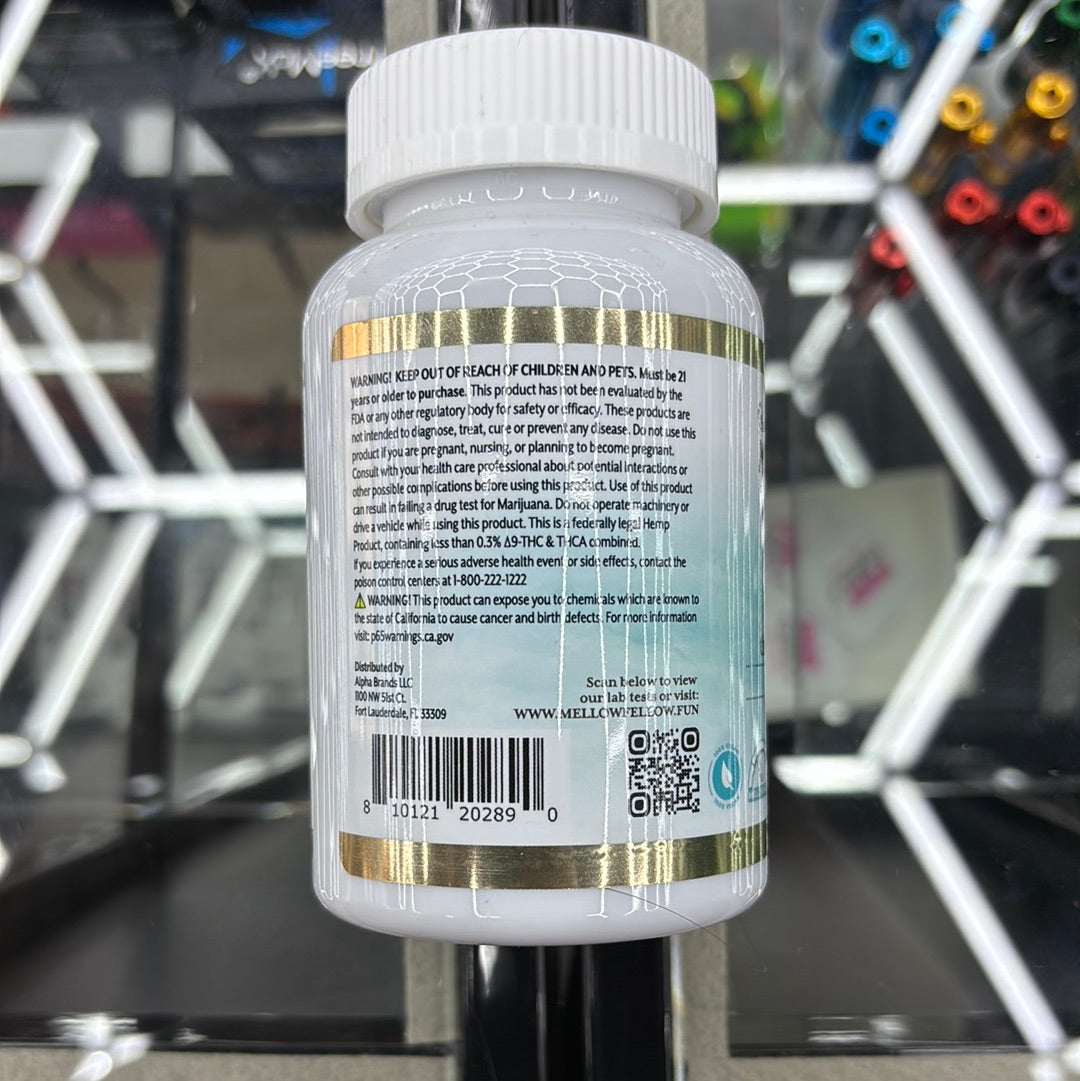 WARNING! KEEP OUT OF REACH OF CHILDREN AND PETS. Must be 21
years or older to purchase. This product has not been evaluated by the
FDA or any other regulatory body for safety or efficacy. These products are
not intended to diagnose, treat, cure or prevent any disease. Do not use this
product if you are pregnant, nursing, or planning to become pregnant.
Consult with your health care professional about potential interactions or
other possible complications before using this product. Use of this product
can result in failing a drug test for Marijuana. Do not operate machinery or
drive a vehicle while using this product. This is a federally legal Hemp
Product, containing less than 0.3% Δ9-THC & THCA combined.
If you experience a serious adverse health event or side effects, contact the
poison control centers at 1-800-222-1222
WARNING! This product can expose you to chemicals which are known to
the state of California to cause cancer and birth defects. For more information
visit: p65warnings.ca.gov
Distributed by
Alpha Brands LLC
1100 NW 51st Ct.
Fort Lauderdale, FL 33309
Scan below to view
our lab tests or visit:
WWW.MELLOWFELLOW.FUN
8 10121 20289 0